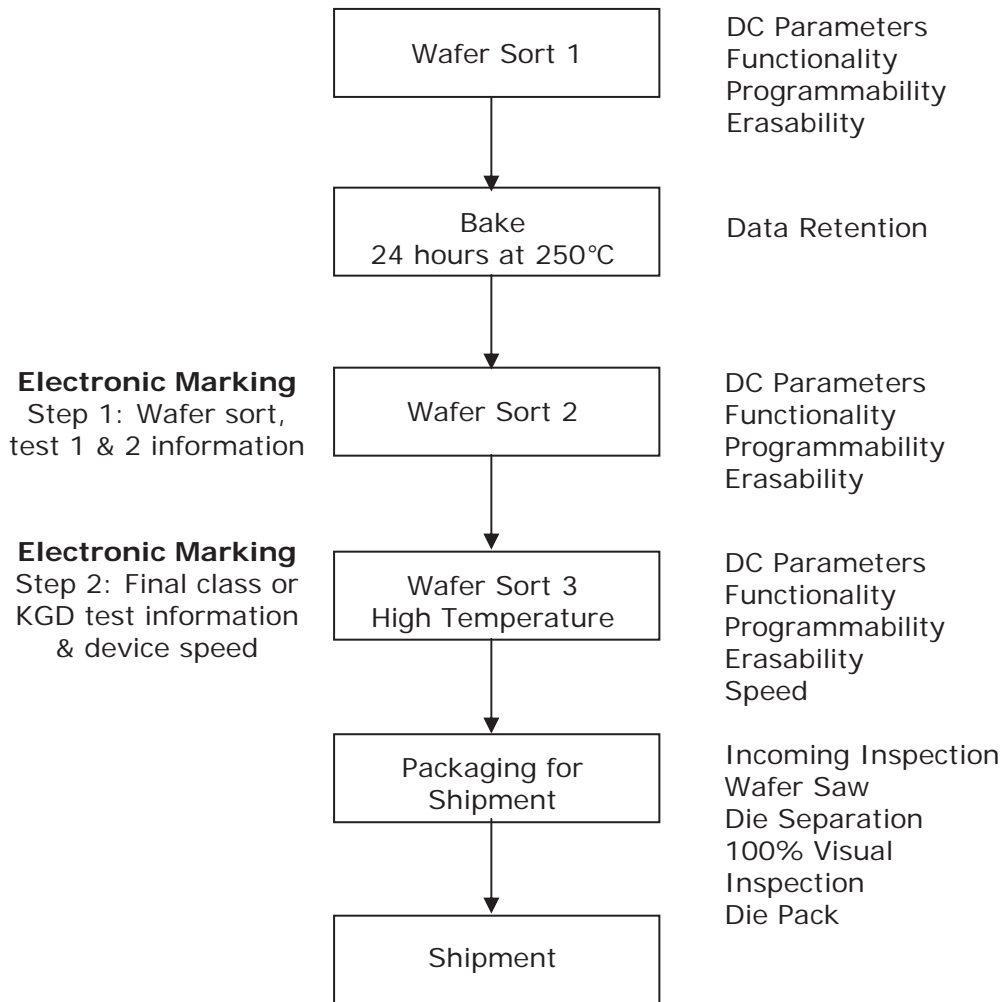 Wafer Sort 1
DC Parameters
Functionality
Programmability
Erasability
Bake
24 hours at 250°C
Data Retention
Electronic Marking
Step 1: Wafer sort,
test 1 & 2 information
Wafer Sort 2
DC Parameters
Functionality
Programmability
Erasability
Electronic Marking
Step 2: Final class or
KGD test information
& device speed
Wafer Sort 3
High Temperature
DC Parameters
Functionality
Programmability
Erasability
Speed
Packaging for
Shipment
Incoming Inspection
Wafer Saw
Die Separation
100% Visual
Inspection
Die Pack
Shipment